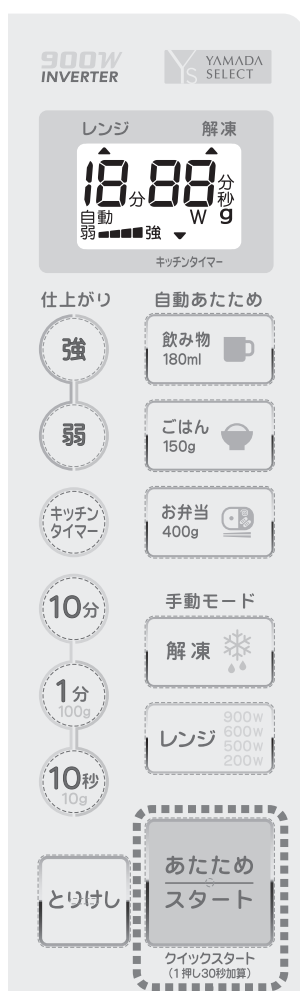 900W
INVERTER
YS YAMADA
SELECT
レンジ 解凍
18分88分秒
自動 W g
弱 強
キッチンタイマー
仕上がり 自動あたため
強
飲み物
180ml
弱
ごはん
150g
キッチン
タイマー
お弁当
400g
10分
手動モード
解凍
1分
100g
レンジ
900W
600W
500W
200W
10秒
10g
とりけし
あたため
スタート
クイックスタート
(1押し30秒加算)